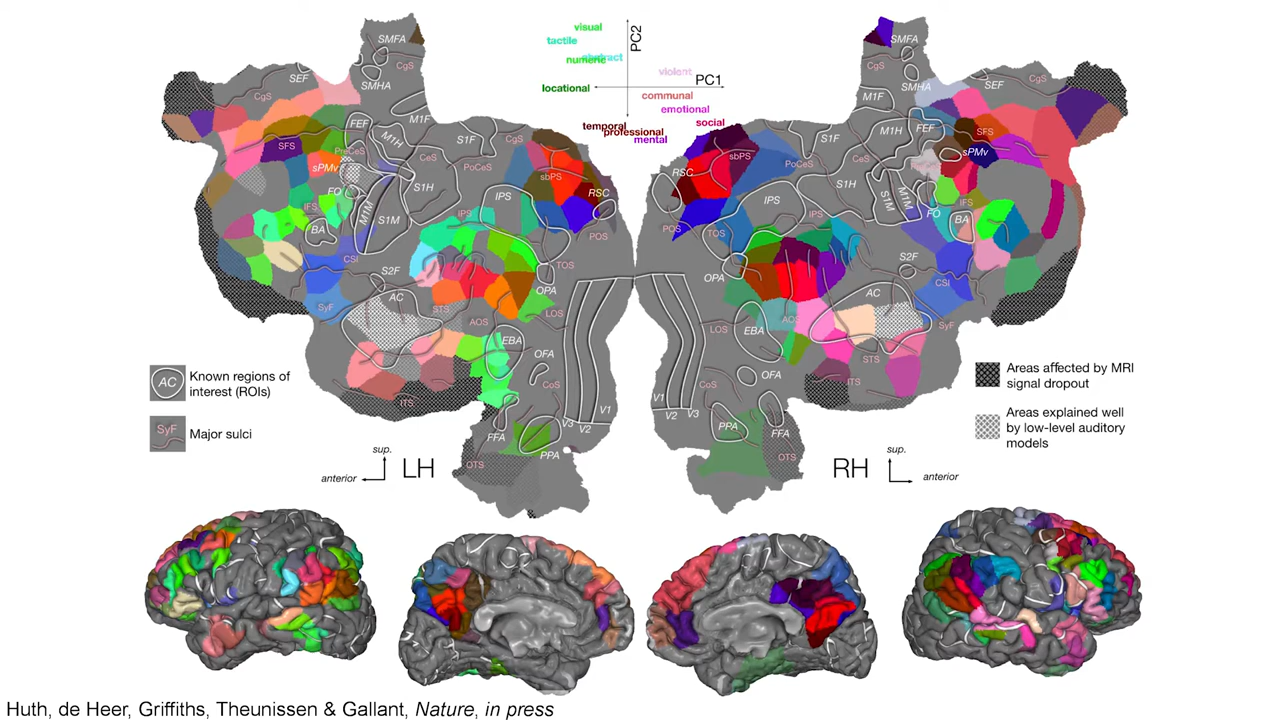 visual
tactile
abstract
numeric
locational
PC2
PC1
violent
communal
emotional
social
temporal
professional
mental
SMFA
CgS
SEF
SMHA
CgS
M1F
FEF
M1H
S1F
CgS
SFS
PreCeS
CeS
PoCeS
sbPS
sPMv
FO
S1H
IPS
RSC
IFS
M1M
S1M
IPS
BA
POS
CSI
TOS
S2F
OPA
SyF
AC
STS
AOS
LOS
EBA
OFA
CoS
ITS
V1
V2
V3
FFA
PPA
OTS
LH
SMFA
CgS
SMHA
SEF
CgS
M1F
M1H
FEF
SFS
S1F
sPMv
sbPS
PoCeS
CeS
RSC
S1H
IPS
S1M
M1M
FO
IFS
BA
POS
TOS
IPS
OPA
S2F
CSI
AC
SyF
LOS
EBA
AOS
STS
OFA
CoS
ITS
V1
V2
V3
PPA
FFA
OTS
RH
AC
Known regions of
interest (ROIs)
SyF
Major sulci
sup.
anterior
sup.
anterior
Areas affected by MRI
signal dropout
Areas explained well
by low-level auditory
models
Huth, de Heer, Griffiths, Theunissen & Gallant, Nature, in press